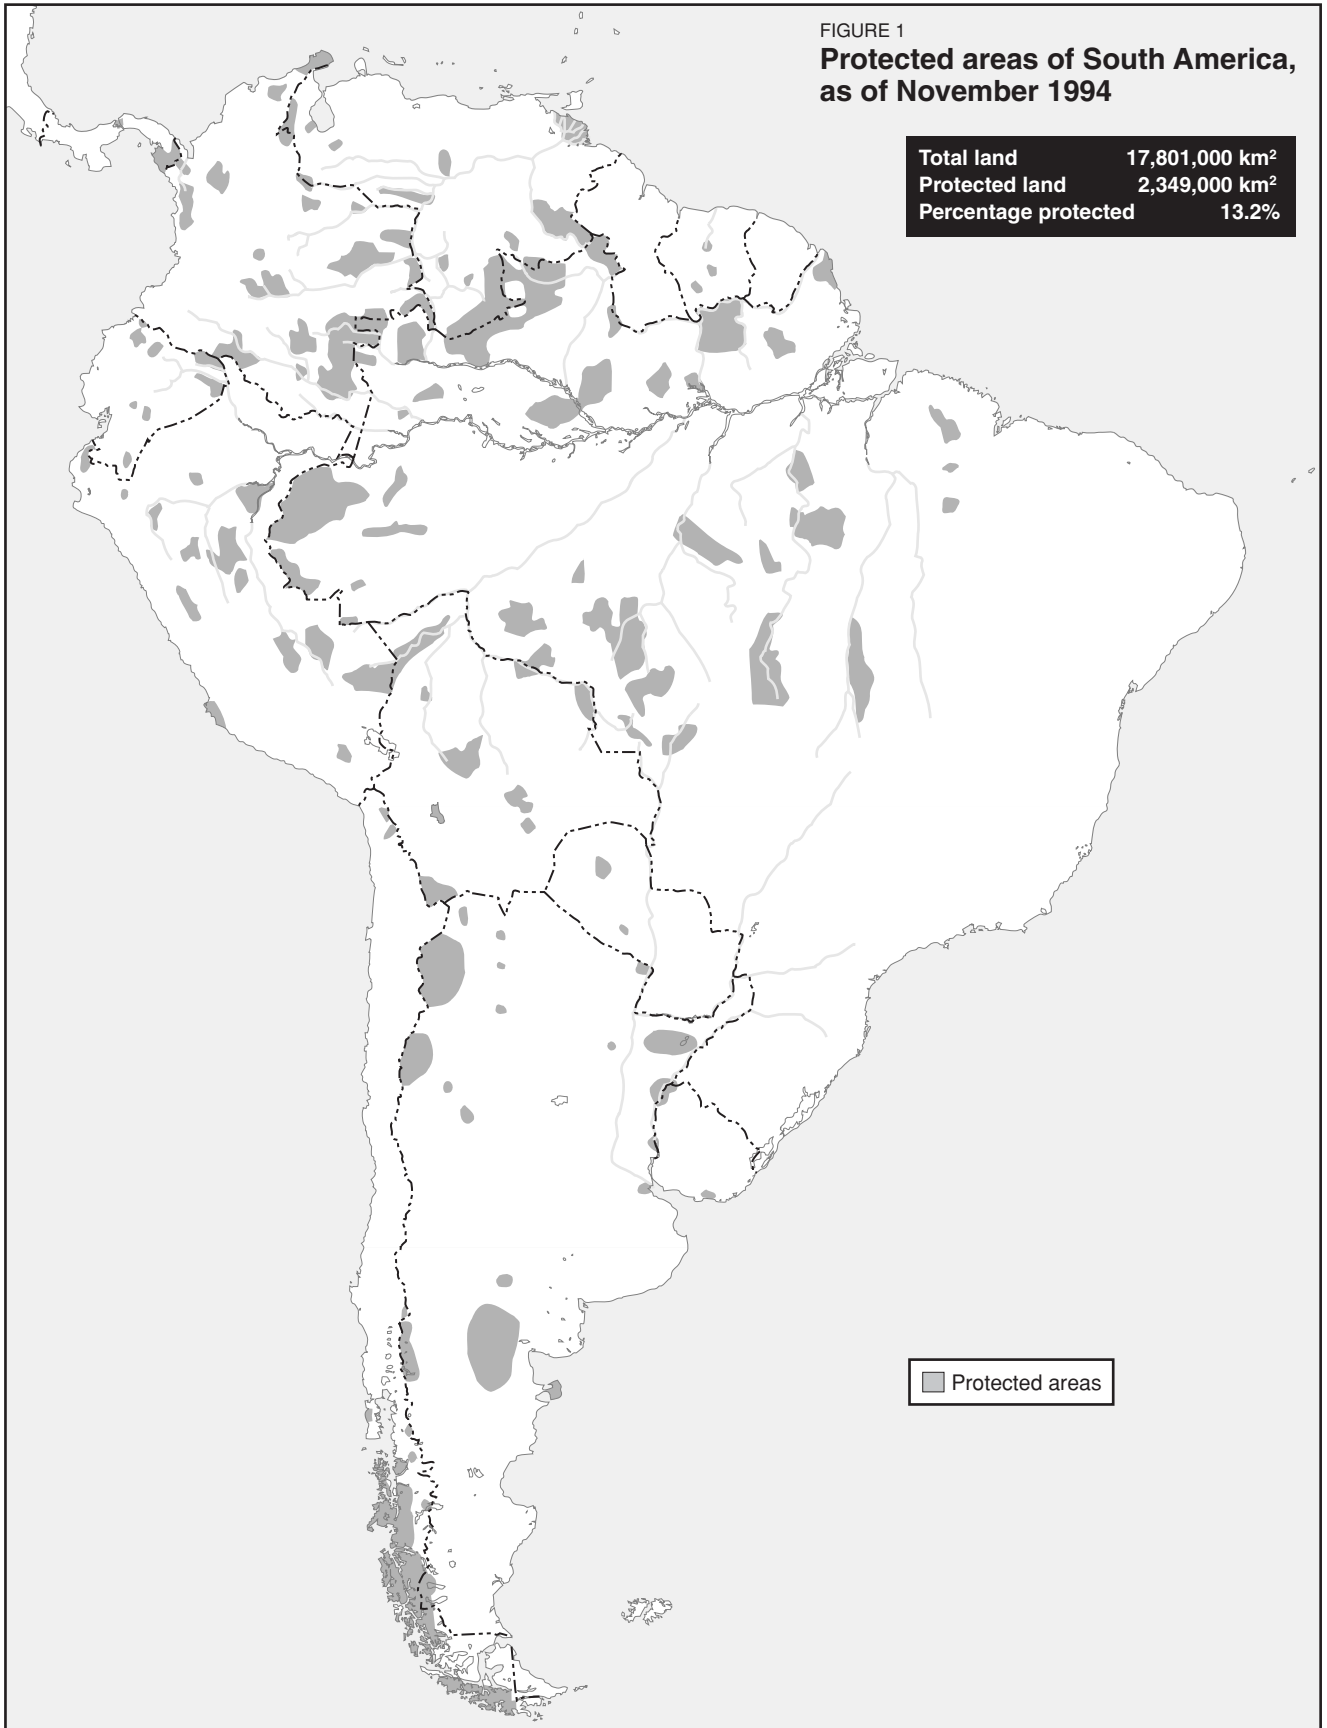 FIGURE 1
Protected areas of South America,
as of November 1994
Total land 17,801,000 km²
Protected land 2,349,000 km²
Percentage protected 13.2%
Protected areas